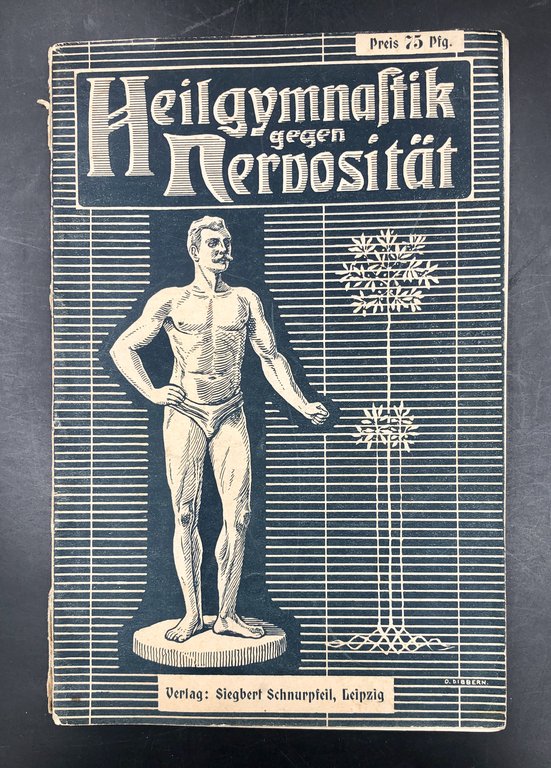 Preis 75 Pfg.
Heilgymnaſtik
gegen
Nervosität
O. DIBBERN.
Verlag: Siegbert Schnurpfeil, Leipzig